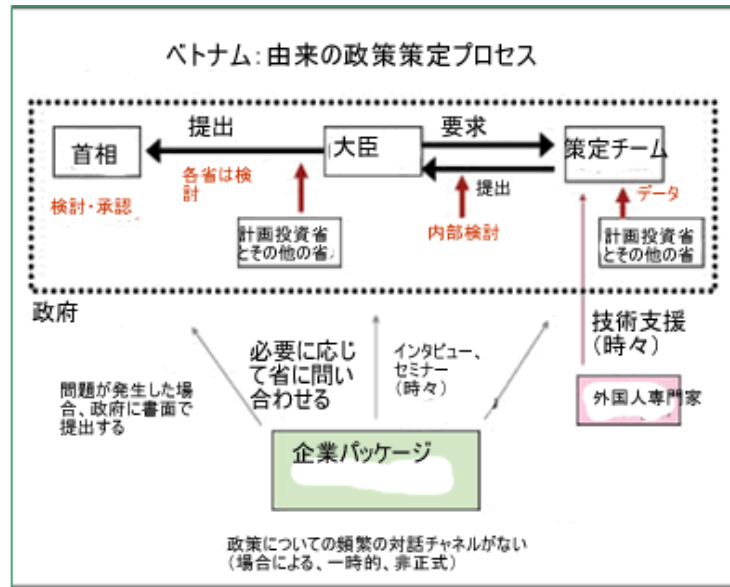 ベトナム：由来の政策策定プロセス
提出
要求
首相
大臣
策定チーム
各省は検
討
提出
データ
検討・承認
内部検討
計画投資省
とその他の省
計画投資省
とその他の省
政府
技術支援
（時々）
必要に応じ
て省に問い
合わせる
インタビュー、
セミナー
（時々）
問題が発生した場
合、政府に書面で
提出する
外国人専門家
企業パッケージ
政策についての頻繁の対話チャネルがない
（場合による、一時的、非正式）